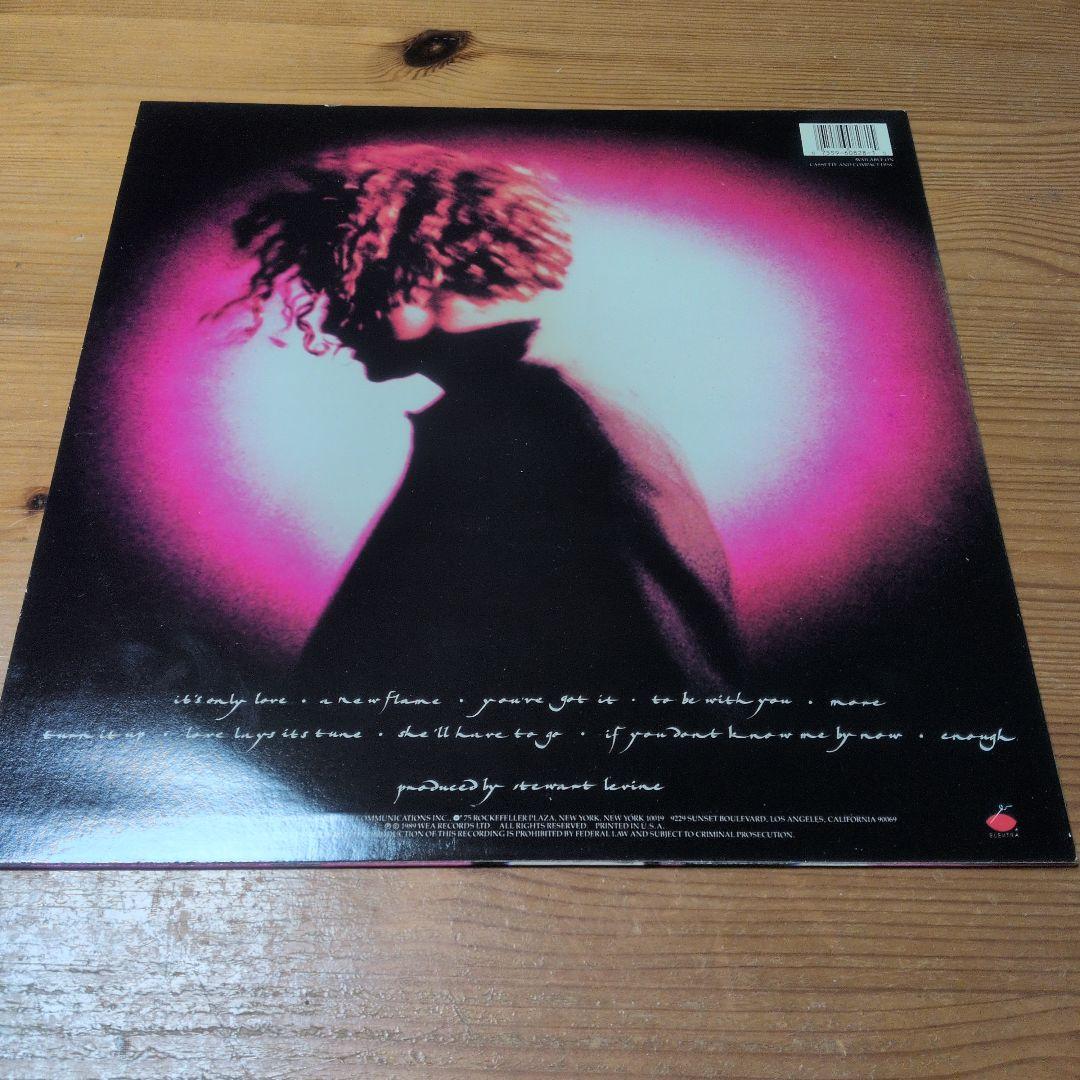 7559-60828-1
AVAILABLE ON
CASSETTE AND COMPACT DISC
it's only love • a new flame • you've got it • to be with you • more
turn it up • love lays its tune • she'll have to go • if you don't know me by now • enough
produced by stewart levine
COMMUNICATIONS INC., 75 ROCKEFELLER PLAZA, NEW YORK, NEW YORK 10019 9229 SUNSET BOULEVARD, LOS ANGELES, CALIFORNIA 90069
℗ © 1989 WEA RECORDS LTD ALL RIGHTS RESERVED PRINTED IN U.S.A.
OF THIS RECORDING IS PROHIBITED BY FEDERAL LAW AND SUBJECT TO CRIMINAL PROSECUTION.
ELEKTRA